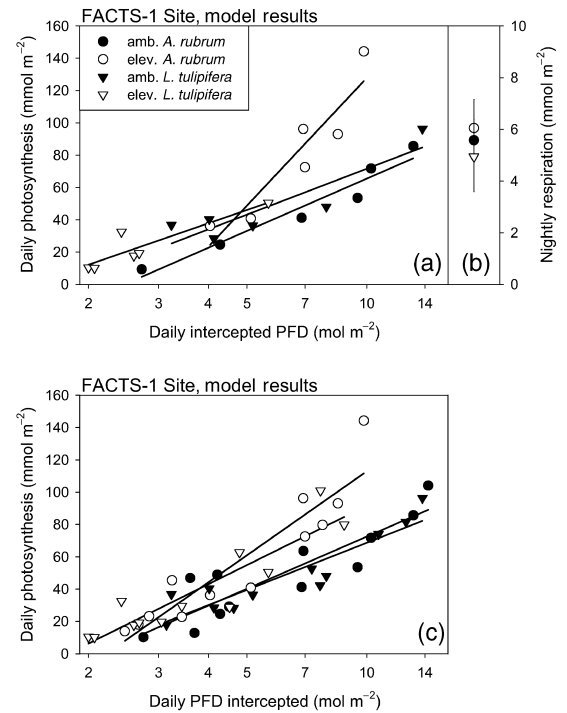 FACTS-1 Site, model results
160
140
120
100
80
60
40
20
0
Daily photosynthesis (mmol m−2)
amb. A. rubrum
elev. A. rubrum
amb. L. tulipifera
elev. L. tulipifera
(a)
(b)
10
8
6
4
2
0
Nightly respiration (mmol m−2)
2 3 4 5 7 10 14
Daily intercepted PFD (mol m−2)
FACTS-1 Site, model results
160
140
120
100
80
60
40
20
0
Daily photosynthesis (mmol m−2)
(c)
2 3 4 5 7 10 14
Daily PFD intercepted (mol m−2)